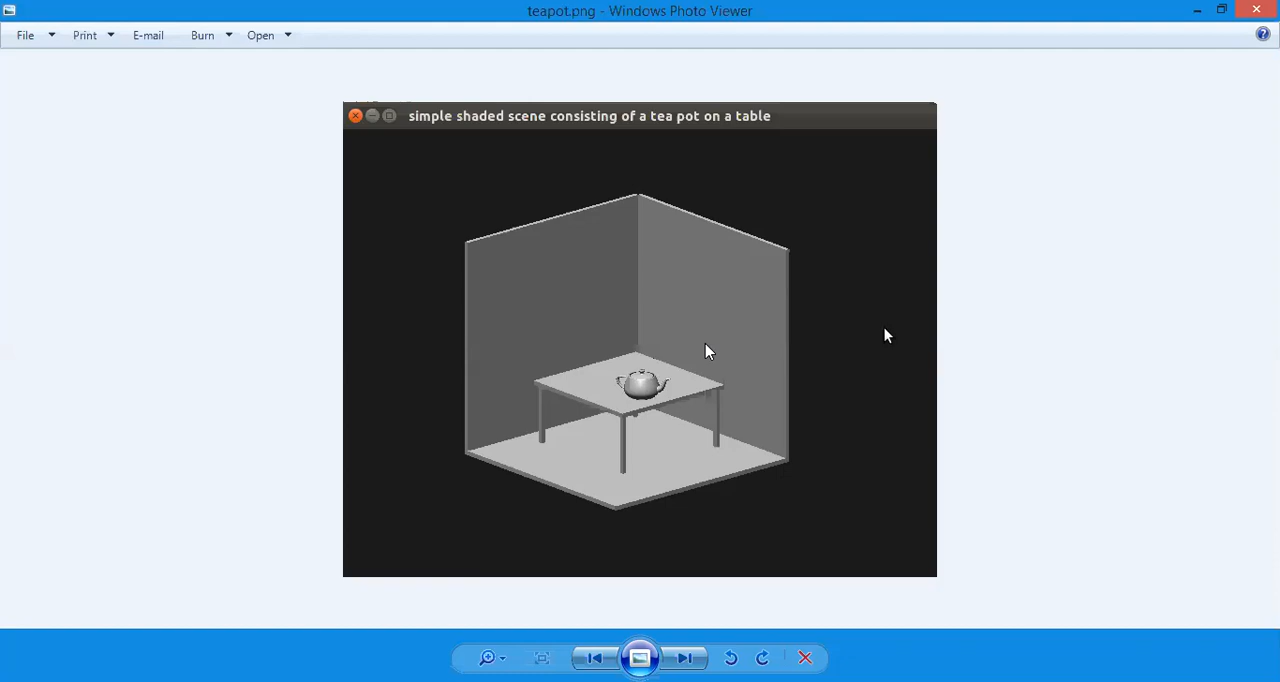 teapot.png - Windows Photo Viewer
File Print E-mail Burn Open
simple shaded scene consisting of a tea pot on a table